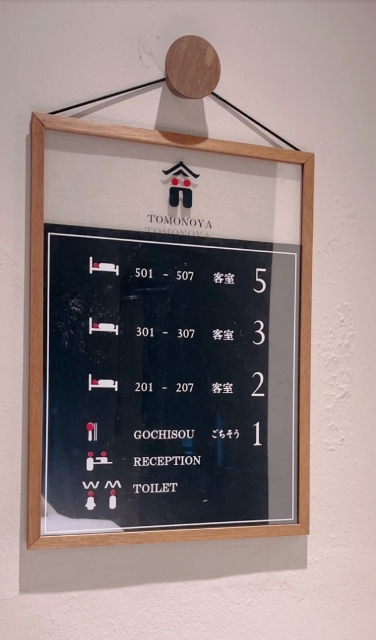 TOMONOYA
501 ~ 507 客室 5
301 ~ 307 客室 3
201 ~ 207 客室 2
GOCHISOU ごちそう 1
RECEPTION
TOILET